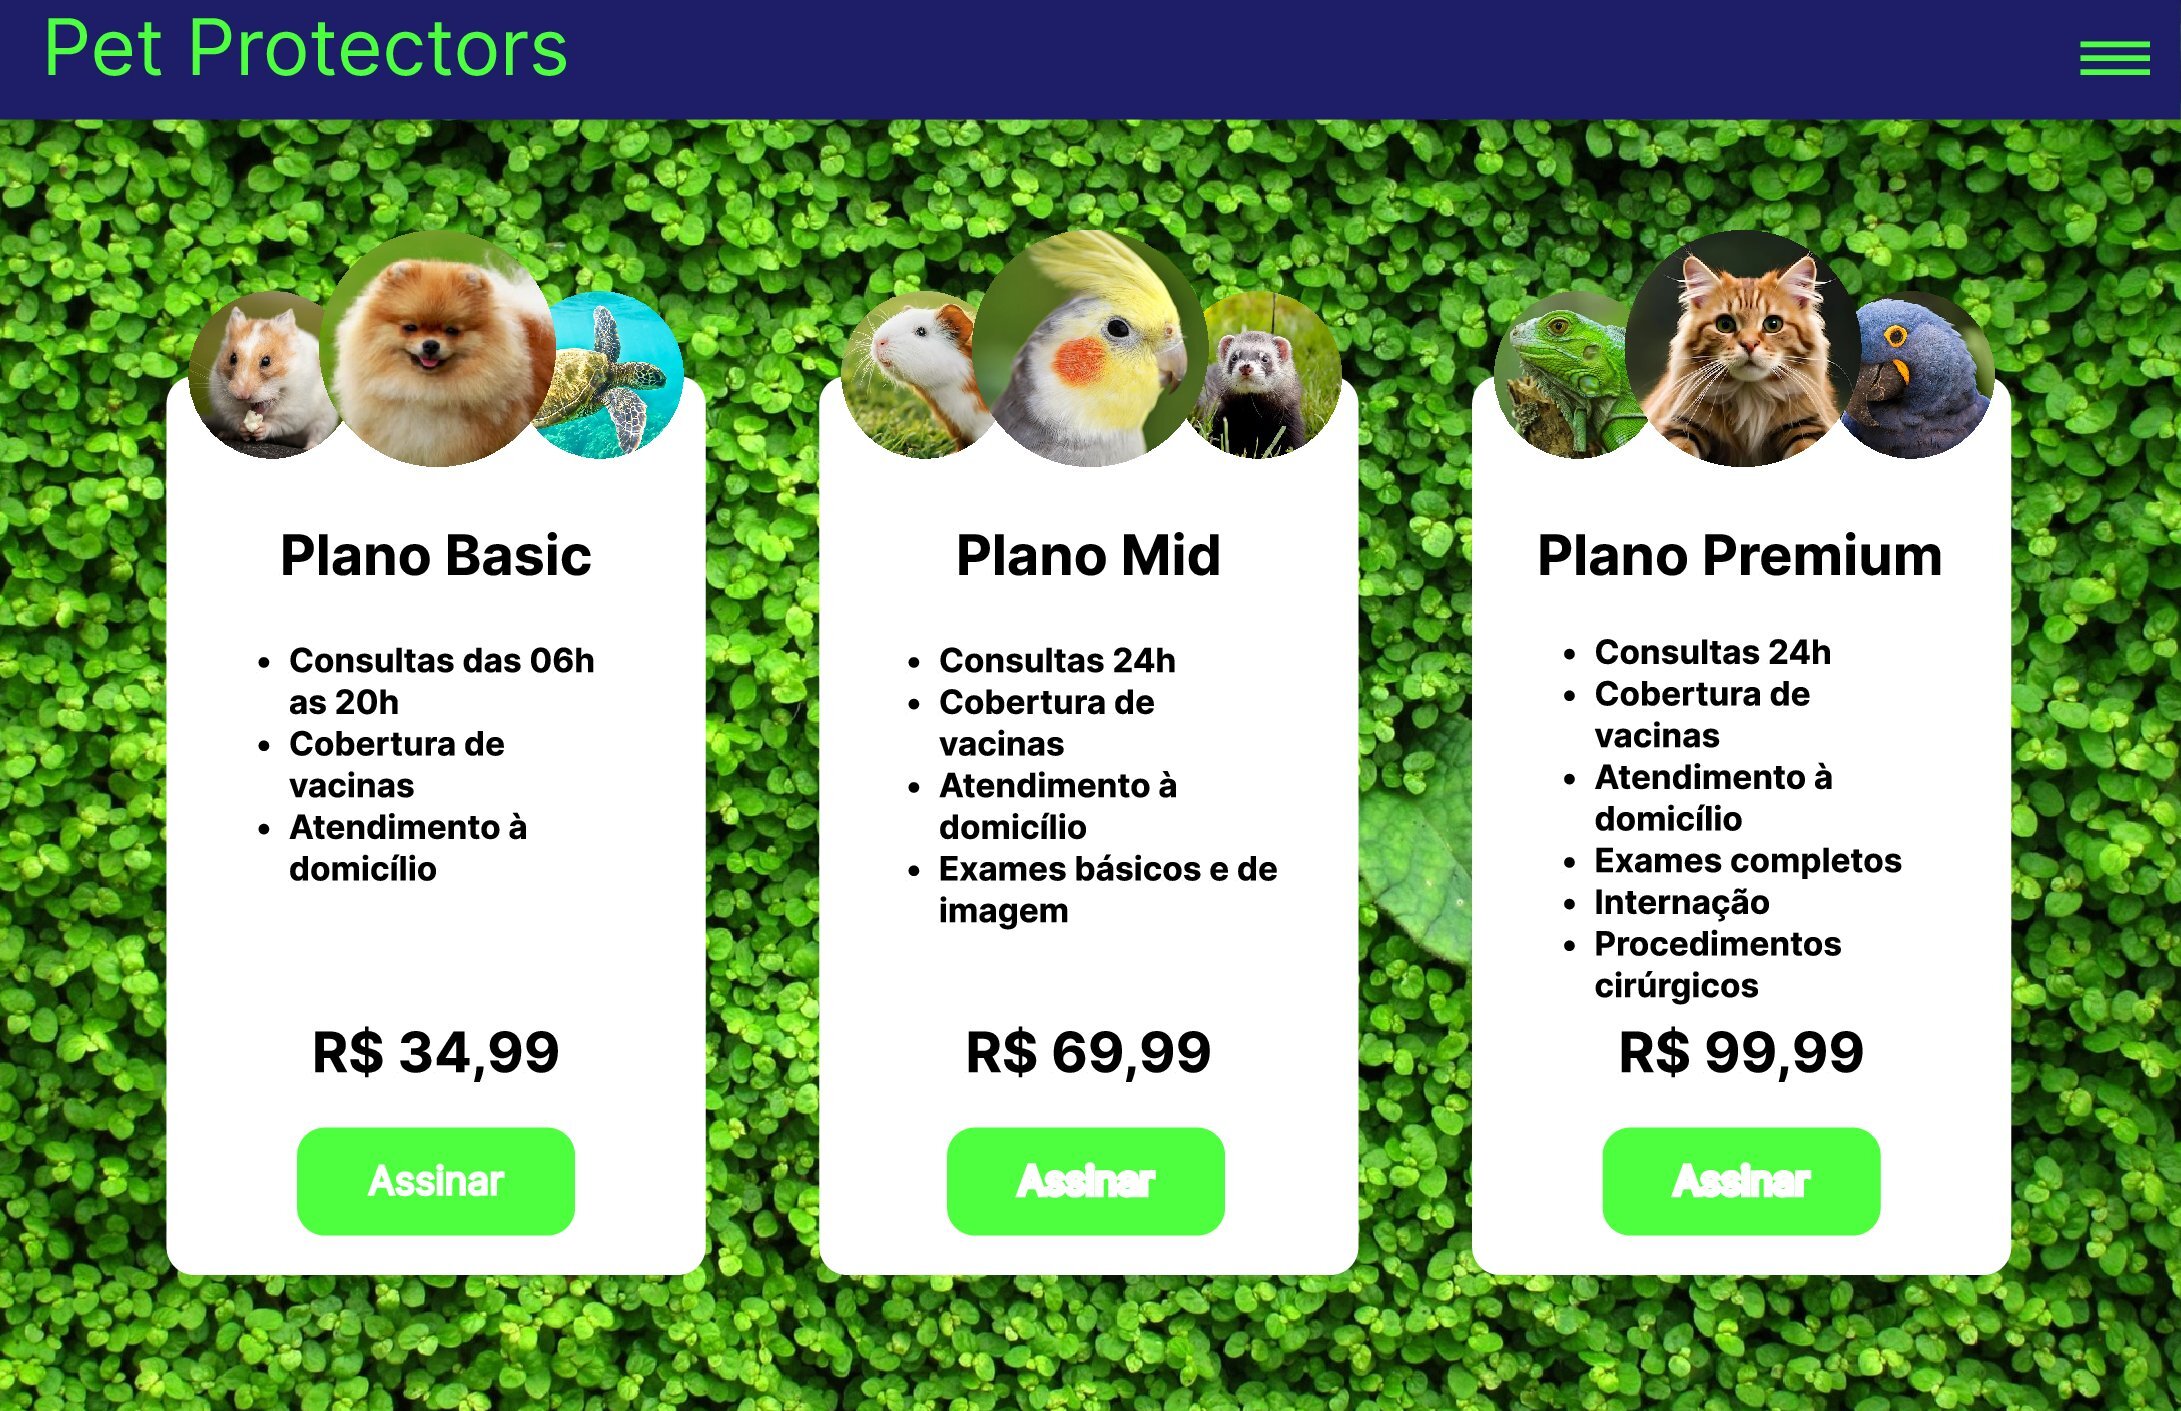 Pet Protectors
Plano Basic
Consultas das 06h
as 20h
Cobertura de
vacinas
Atendimento à
domicílio
R$ 34,99
Assinar
Plano Mid
Consultas 24h
Cobertura de
vacinas
Atendimento à
domicílio
Exames básicos e de
imagem
R$ 69,99
Assinar
Plano Premium
Consultas 24h
Cobertura de
vacinas
Atendimento à
domicílio
Exames completos
Internação
Procedimentos
cirúrgicos
R$ 99,99
Assinar